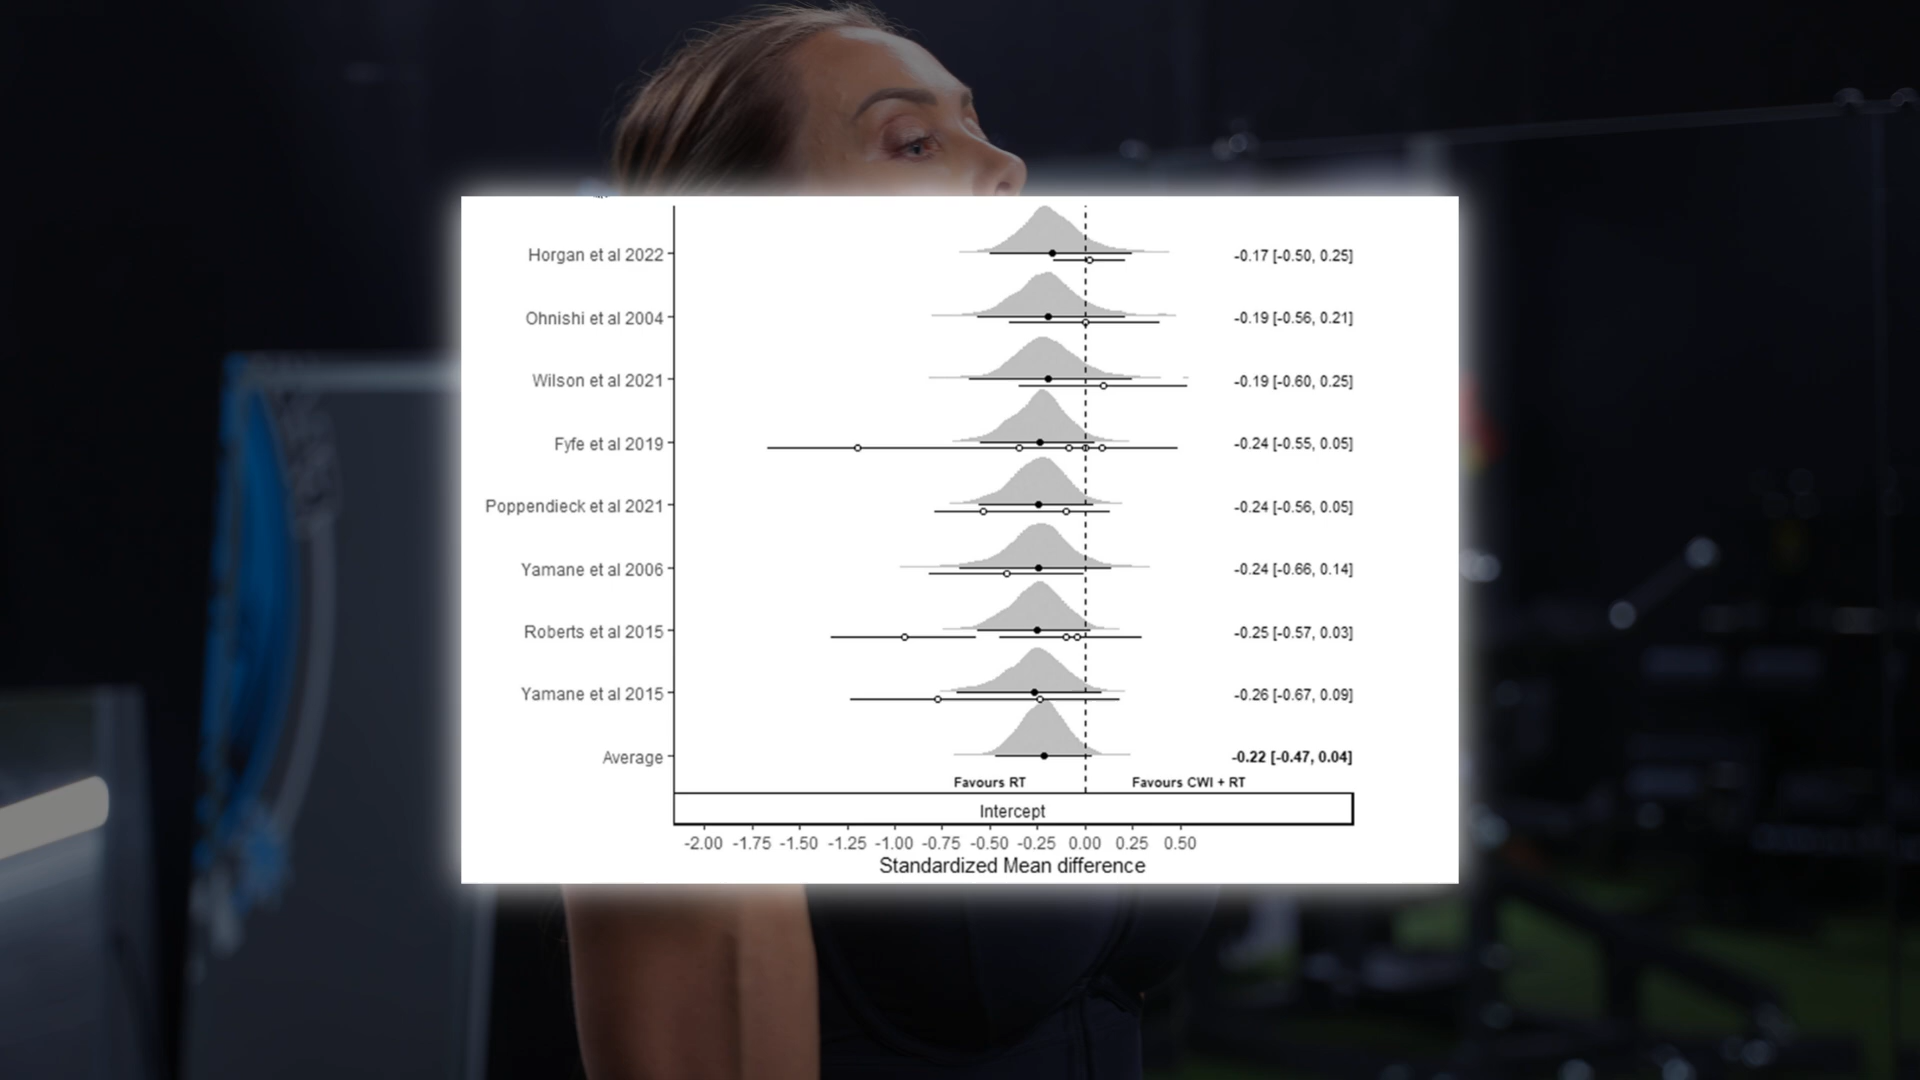 Horgan et al 2022 -0.17 [-0.50, 0.25]
Ohnishi et al 2004 -0.19 [-0.56, 0.21]
Wilson et al 2021 -0.19 [-0.60, 0.25]
Fyfe et al 2019 -0.24 [-0.55, 0.05]
Poppendieck et al 2021 -0.24 [-0.56, 0.05]
Yamane et al 2006 -0.24 [-0.66, 0.14]
Roberts et al 2015 -0.25 [-0.57, 0.03]
Yamane et al 2015 -0.26 [-0.67, 0.09]
Average -0.22 [-0.47, 0.04]
Favours RT Favours CWI + RT
Intercept
-2.00 -1.75 -1.50 -1.25 -1.00 -0.75 -0.50 -0.25 0.00 0.25 0.50
Standardized Mean difference